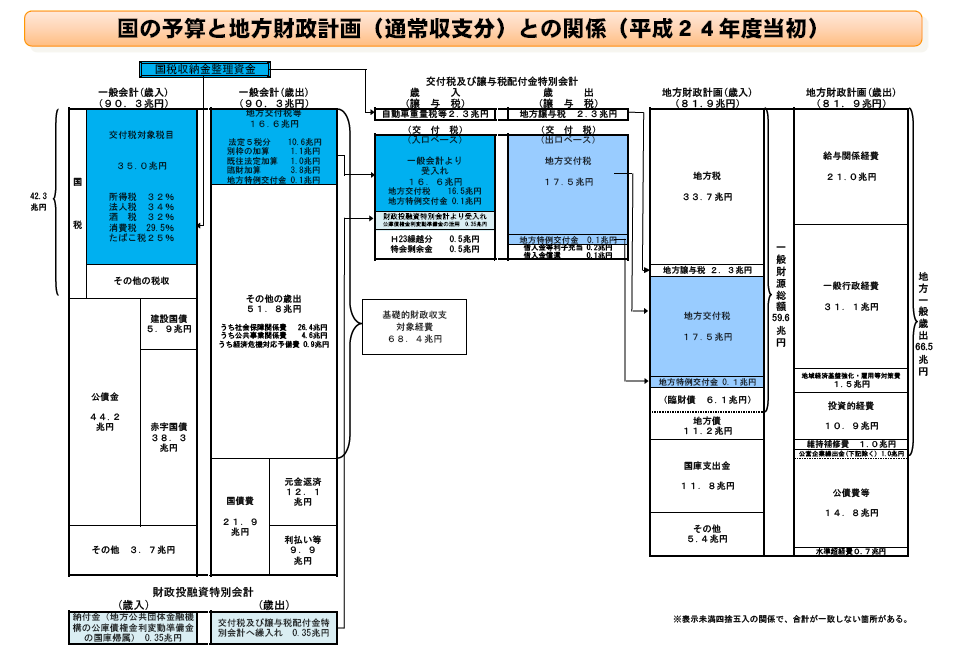 国の予算と地方財政計画（通常収支分）との関係（平成２４年度当初）
国税収納金整理資金
一般会計(歳入)
（９０．３兆円）
42.3
兆円
国
税
交付税対象税目
３５.０兆円
所得税　３２％
法人税　３４％
酒　税　３２％
消費税　29.5％
たばこ税２５％
その他の税収
公債金
４４.２
兆円
建設国債
５．９兆円
赤字国債
３８．３
兆円
その他　３．７兆円
一般会計(歳出)
（９０．３兆円）
地方交付税等
１６.６兆円
法定５税分　10.6兆円
別枠の加算　1.1兆円
既往法定加算　1.0兆円
臨財加算　3.8兆円
地方特例交付金　0.1兆円
その他の歳出
５１.８兆円
うち社会保障関係費　26.4兆円
うち公共事業関係費　4.6兆円
うち経済危機対応予備費　0.9兆円
国債費
２１．９
兆円
元金返済
１２．１
兆円
利払い等
９．９
兆円
基礎的財政収支
対象経費
６８．４兆円
財政投融資特別会計
（歳入）
（歳出）
納付金（地方公共団体金融機
構の公庫債権金利変動準備金
の国庫帰属）　0.35兆円
交付税及び譲与税配付金特
別会計へ繰入れ　0.35兆円
交付税及び譲与税配付金特別会計
歳　　入
（譲　与　税）
自動車重量税等２.３兆円
（交　付　税）
（入口ベース）
一般会計より
受入れ
１６．６兆円
地方交付税　16.5兆円
地方特例交付金　0.1兆円
財政投融資特別会計より受入れ
公庫債権金利変動準備金の活用　0.35兆円
Ｈ23繰越分　0.5兆円
特会剰余金　0.5兆円
歳　　出
（譲　与　税）
地方譲与税　２.３兆円
（交　付　税）
（出口ベース）
地方交付税
１７.５兆円
地方特例交付金　0.1兆円
借入金等利子充当　0.2兆円
借入金償還　0.1兆円
地方財政計画(歳入)
（８１.９兆円）
地方税
３３.７兆円
地方譲与税　２.３兆円
地方交付税
１７.５兆円
地方特例交付金　０.１兆円
（臨財債　６.１兆円）
地方債
１１.２兆円
国庫支出金
１１．８兆円
その他
５.４兆円
一般財源総額
59.6
兆円
地方財政計画(歳出)
（８１．９兆円）
給与関係経費
２１.０兆円
一般行政経費
３１．１兆円
地域経済基盤強化・雇用等対策費
１.５兆円
投資的経費
１０．９兆円
維持補修費　１.０兆円
公営企業繰出金(下記除く)　1.0兆円
公債費等
１４．８兆円
水準超経費０.７兆円
地方一般歳出
66.5
兆円
※表示未満四捨五入の関係で、合計が一致しない箇所がある。